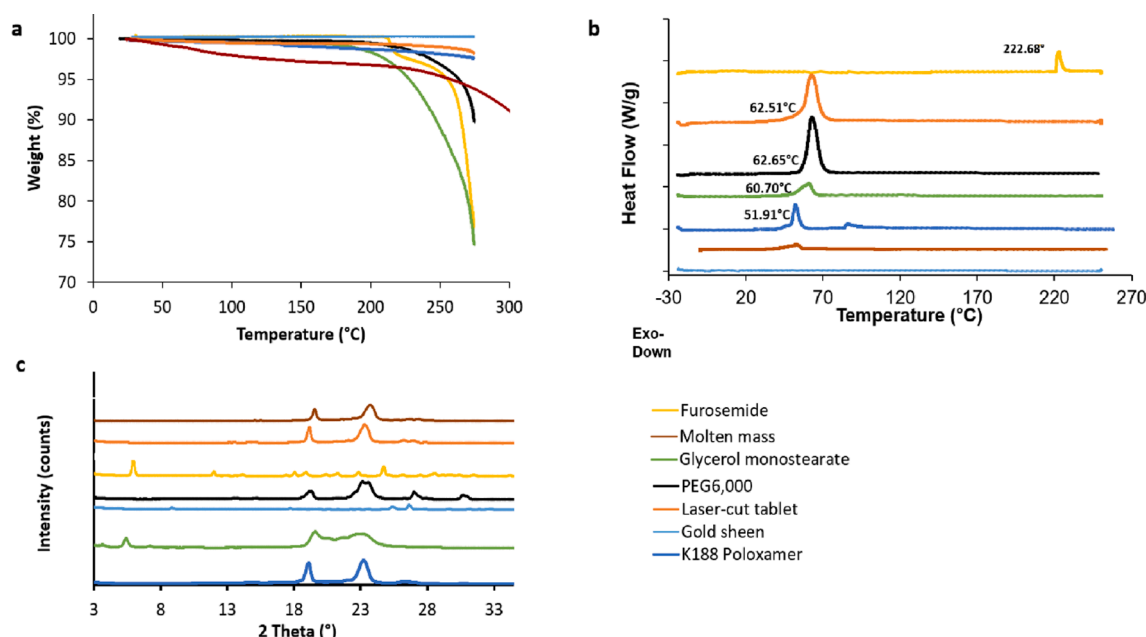 a
100
95
90
85
80
75
70
Weight (%)
0
50
100
150
200
250
300
Temperature (°C)
b
222.68°
62.51°C
62.65°C
60.70°C
51.91°C
Heat Flow (W/g)
-30
20
70
120
170
220
270
Temperature (°C)
Exo-
Down
c
Intensity (counts)
3
8
13
18
23
28
33
2 Theta (°)
Furosemide
Molten mass
Glycerol monostearate
PEG6,000
Laser-cut tablet
Gold sheen
K188 Poloxamer